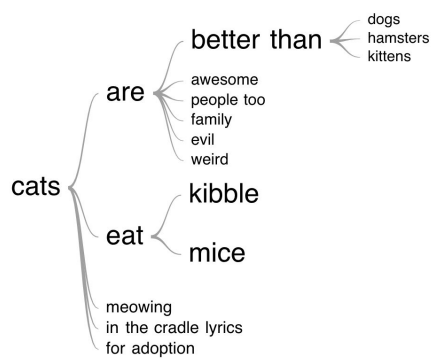 cats
are
better than
dogs
hamsters
kittens
awesome
people too
family
evil
weird
eat
kibble
mice
meowing
in the cradle lyrics
for adoption